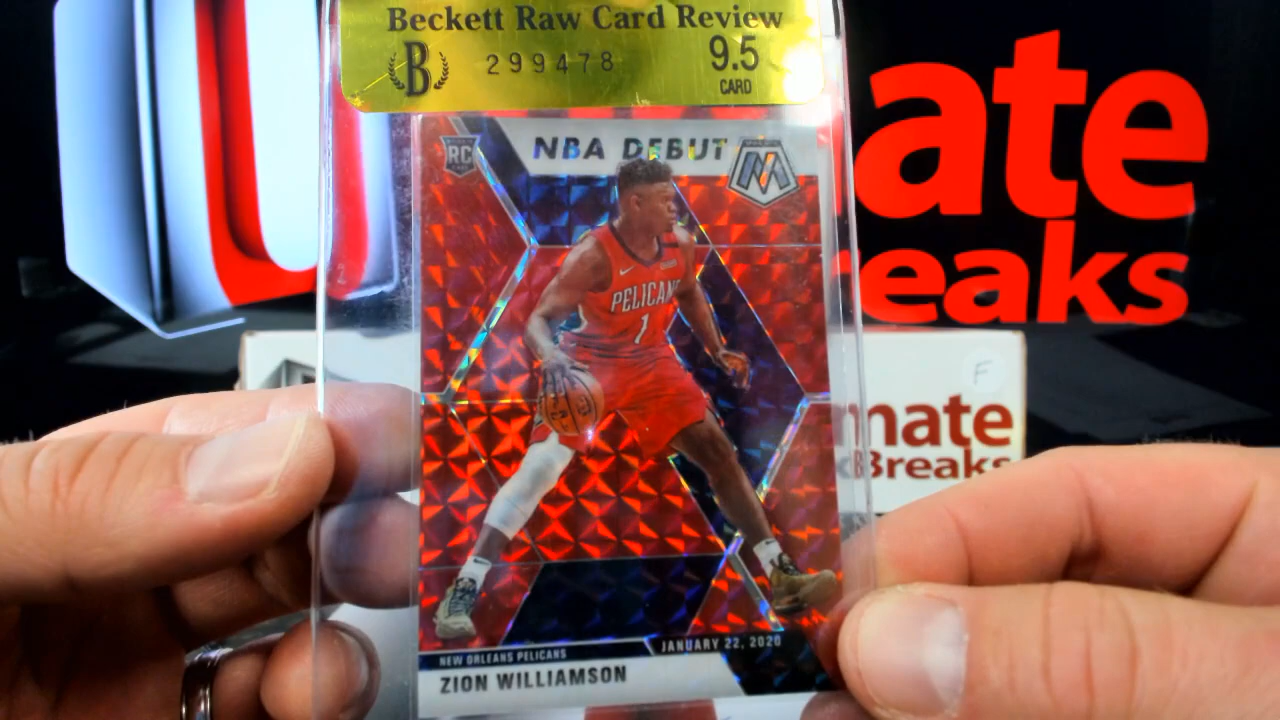 Beckett Raw Card Review
B 299478 9.5
CARD
RC NBA DEBUT
PELICANS
1
JANUARY 22, 2020
NEW ORLEANS PELICANS
ZION WILLIAMSON
ate
reaks
F
mate
Breaks